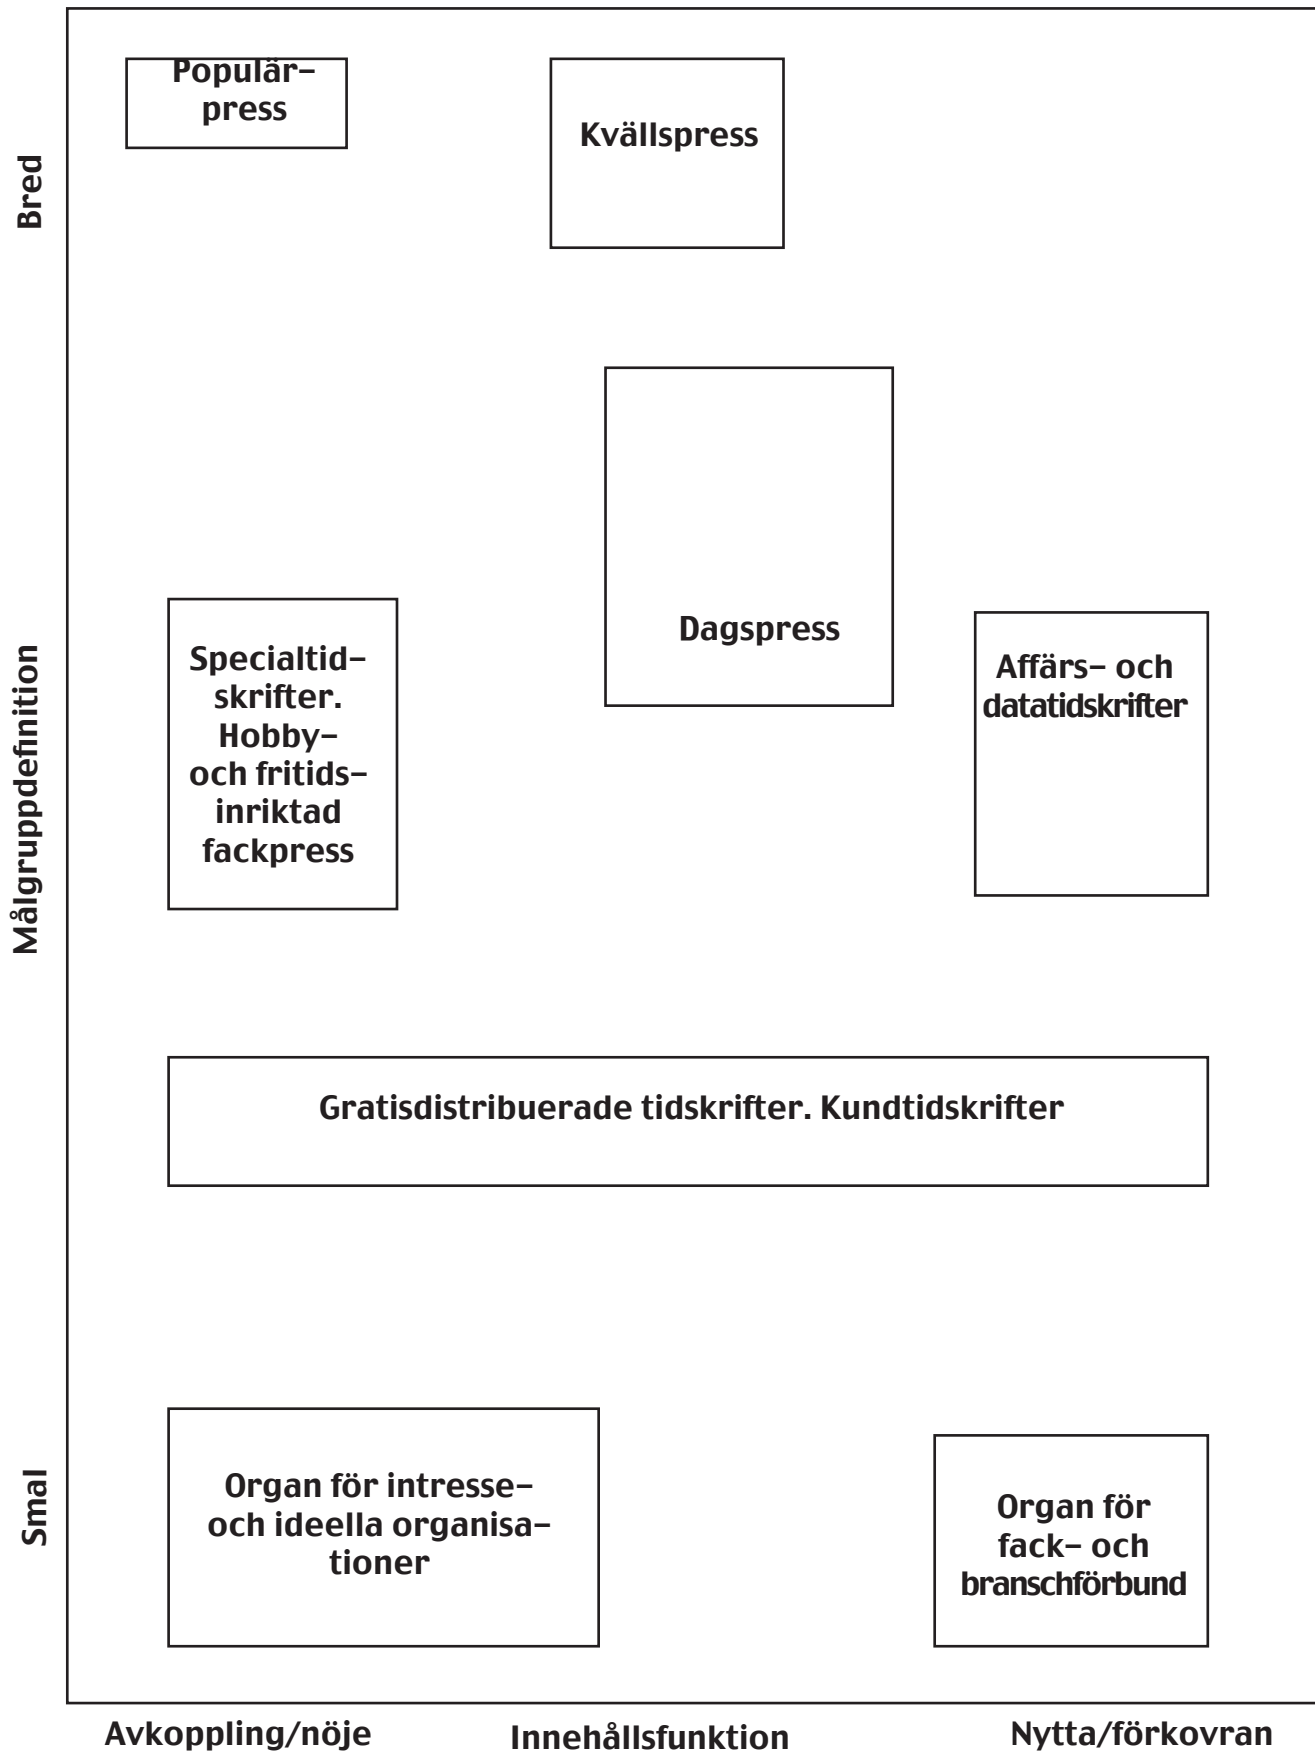 Populär–
press
Kvällspress
Bred
Dagspress
Målgruppdefinition
Specialtid–
skrifter.
Hobby–
och fritids–
inriktad
fackpress
Affärs– och
datatidskrifter
Gratisdistribuerade tidskrifter. Kundtidskrifter
Smal
Organ för intresse–
och ideella organisa–
tioner
Organ för
fack– och
branschförbund
Avkoppling/nöje
Innehållsfunktion
Nytta/förkovran